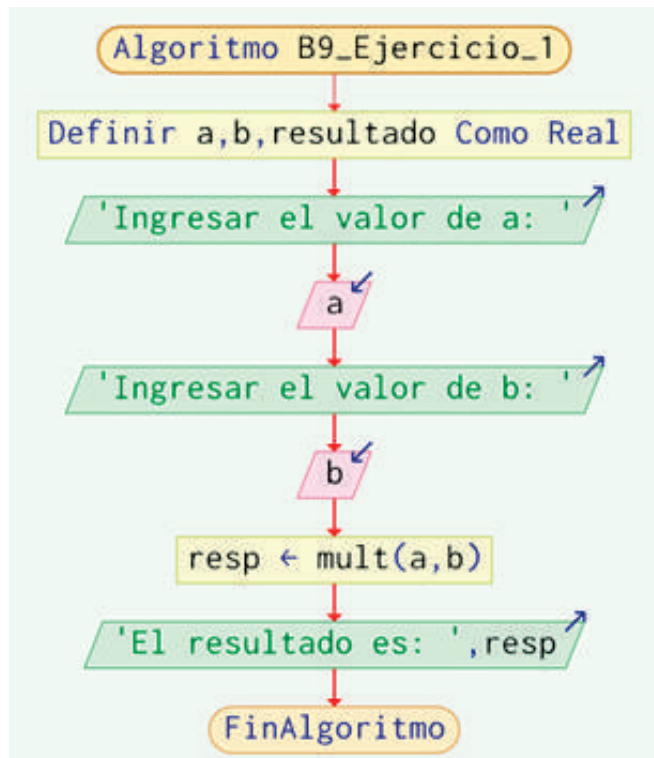 Algoritmo B9_Ejercicio_1
Definir a,b,resultado Como Real
'Ingresar el valor de a: '
a
'Ingresar el valor de b: '
b
resp ← mult(a,b)
'El resultado es: ',resp
FinAlgoritmo